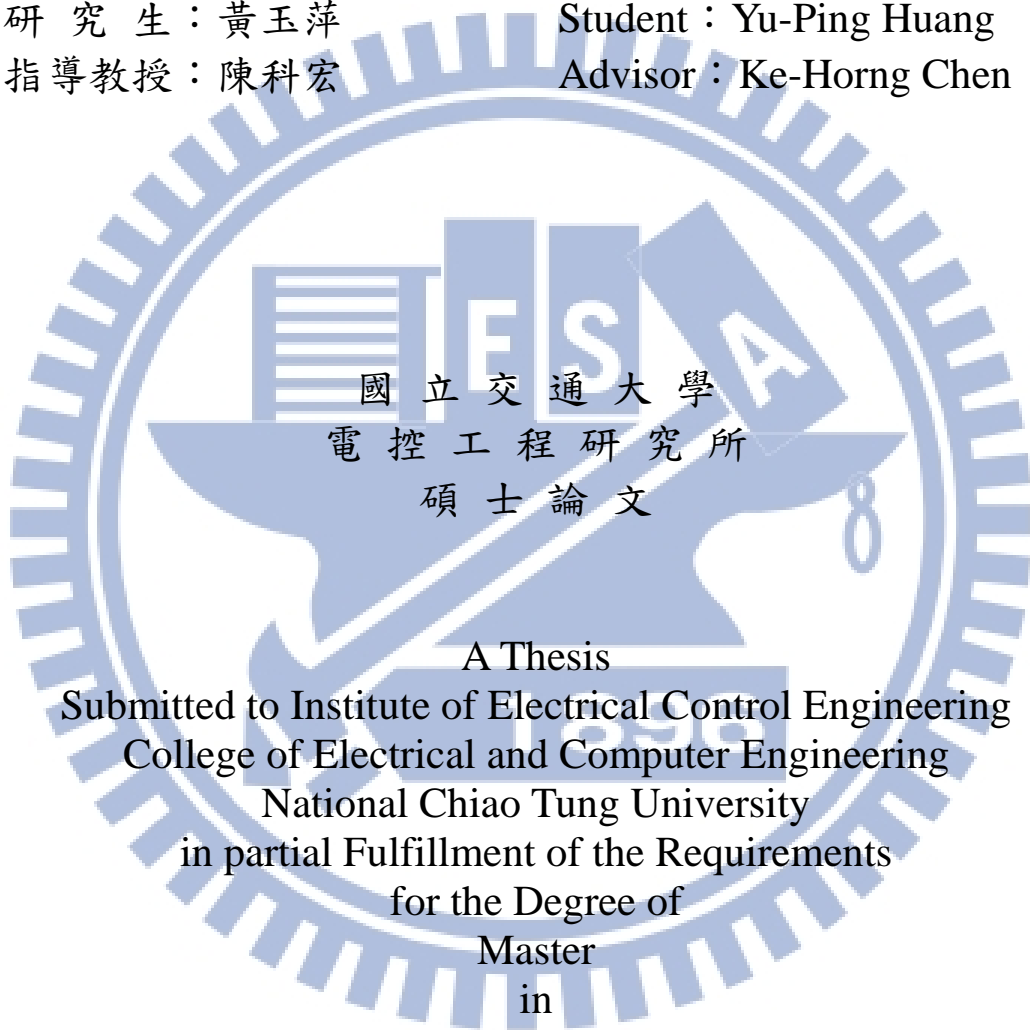 研 究 生：黃玉萍 Student：Yu-Ping Huang
指導教授：陳科宏 Advisor：Ke-Horng Chen
E S A
國 立 交 通 大 學
電 控 工 程 研 究 所
碩 士 論 文
8
A Thesis
Submitted to Institute of Electrical Control Engineering
1896
College of Electrical and Computer Engineering
National Chiao Tung University
in partial Fulfillment of the Requirements
for the Degree of
Master
in